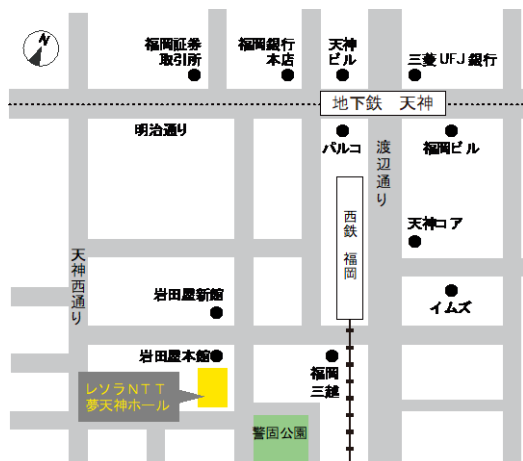 N
福岡証券
取引所
福岡銀行
本店
天神
ビル
三菱UFJ銀行
地下鉄 天神
明治通り
パルコ
渡辺通り
福岡ビル
西鉄 福岡
天神コア
天神西通り
岩田屋新館
イムズ
岩田屋本館
福岡
三越
レソラNTT
夢天神ホール
警固公園